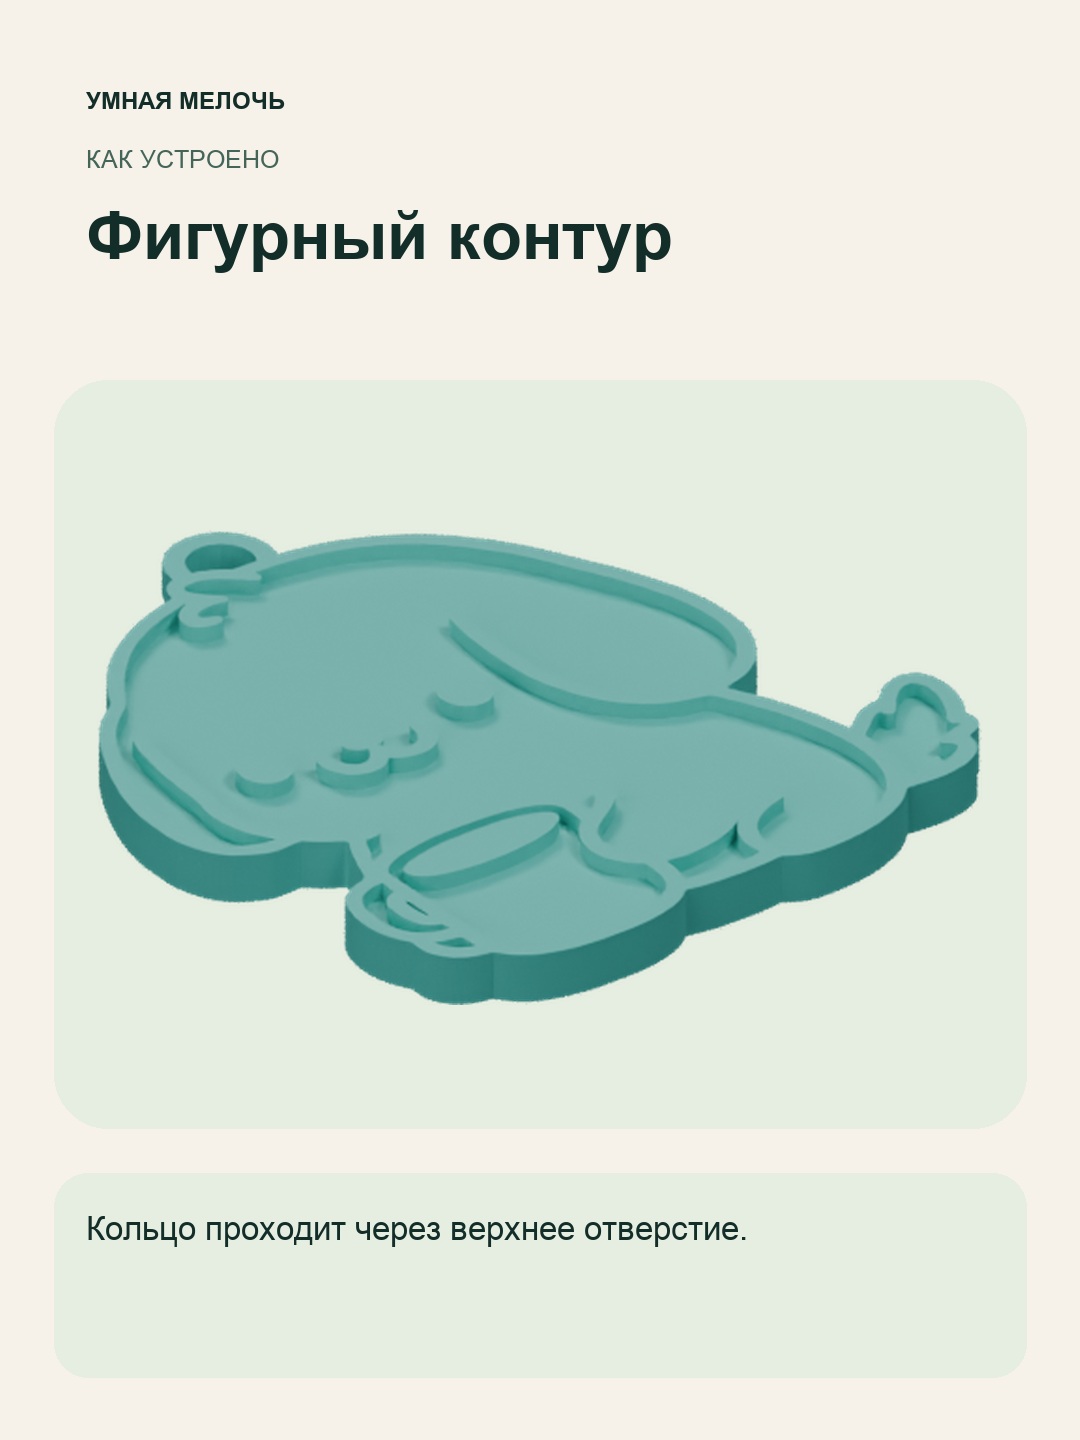 УМНАЯ МЕЛОЧЬ
КАК УСТРОЕНО
Фигурный контур
Кольцо проходит через верхнее отверстие.